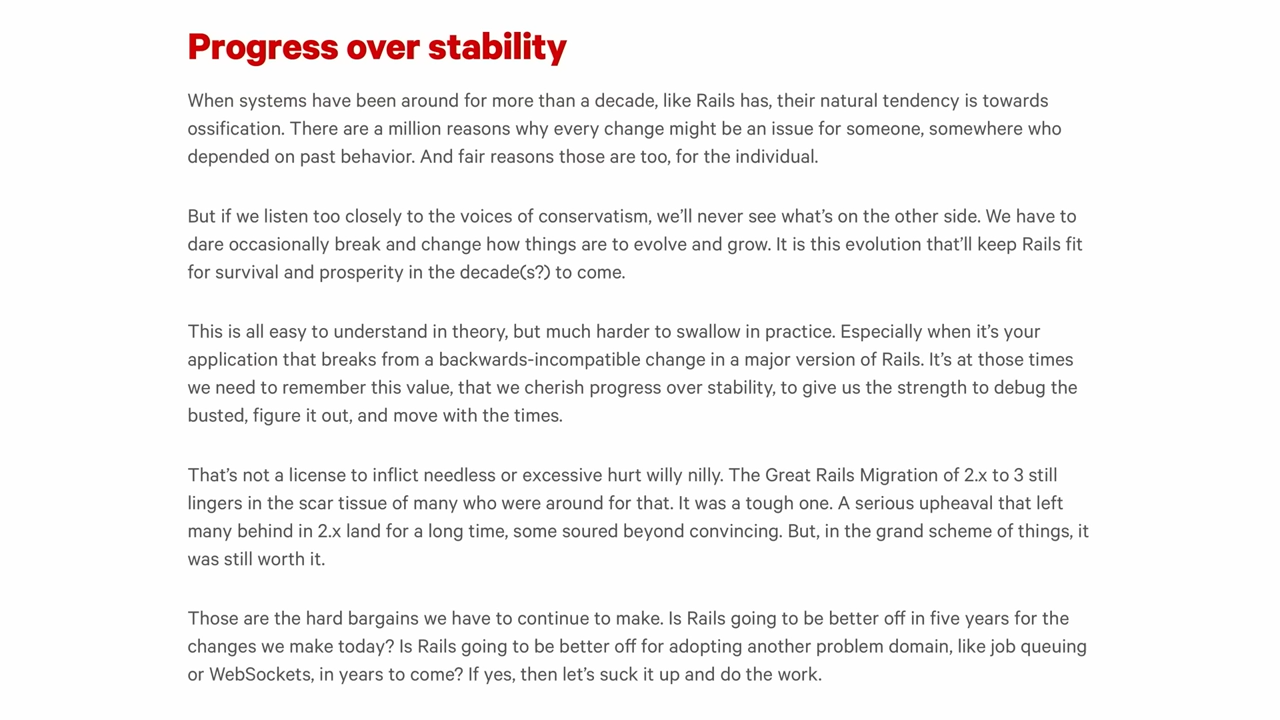 Progress over stability
When systems have been around for more than a decade, like Rails has, their natural tendency is towards
ossification. There are a million reasons why every change might be an issue for someone, somewhere who
depended on past behavior. And fair reasons those are too, for the individual.
But if we listen too closely to the voices of conservatism, we’ll never see what’s on the other side. We have to
dare occasionally break and change how things are to evolve and grow. It is this evolution that’ll keep Rails fit
for survival and prosperity in the decade(s?) to come.
This is all easy to understand in theory, but much harder to swallow in practice. Especially when it’s your
application that breaks from a backwards-incompatible change in a major version of Rails. It’s at those times
we need to remember this value, that we cherish progress over stability, to give us the strength to debug the
busted, figure it out, and move with the times.
That’s not a license to inflict needless or excessive hurt willy nilly. The Great Rails Migration of 2.x to 3 still
lingers in the scar tissue of many who were around for that. It was a tough one. A serious upheaval that left
many behind in 2.x land for a long time, some soured beyond convincing. But, in the grand scheme of things, it
was still worth it.
Those are the hard bargains we have to continue to make. Is Rails going to be better off in five years for the
changes we make today? Is Rails going to be better off for adopting another problem domain, like job queuing
or WebSockets, in years to come? If yes, then let’s suck it up and do the work.